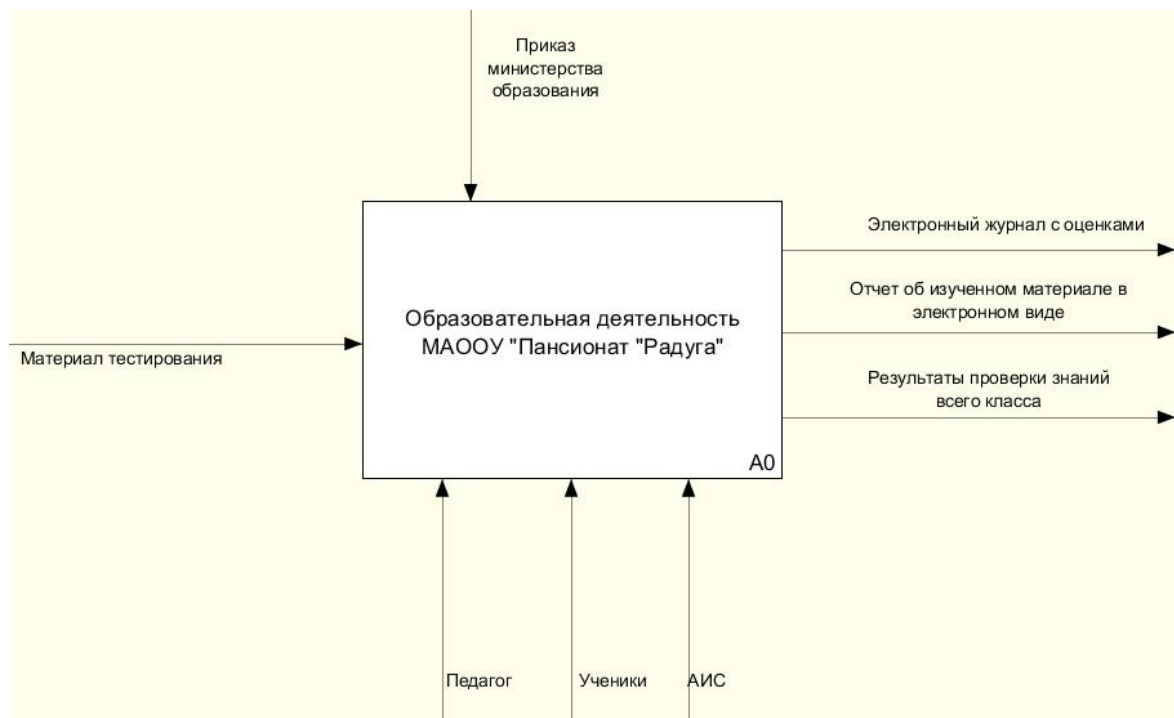 Приказ
министерства
образования
Электронный журнал с оценками
Отчет об изученном материале в
электронном виде
Образовательная деятельность
МАООУ "Пансионат "Радуга"
Материал тестирования
Результаты проверки знаний
всего класса
A0
Педагог
Ученики
АИС